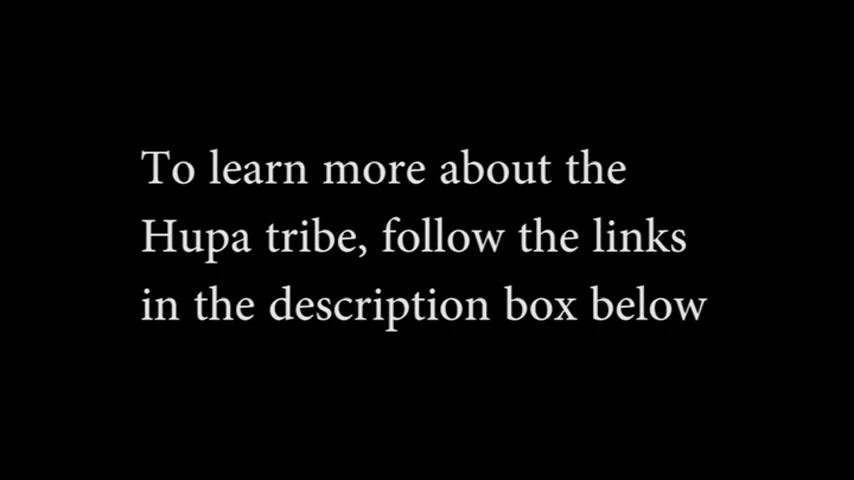 To learn more about the
Hupa tribe, follow the links
in the description box below